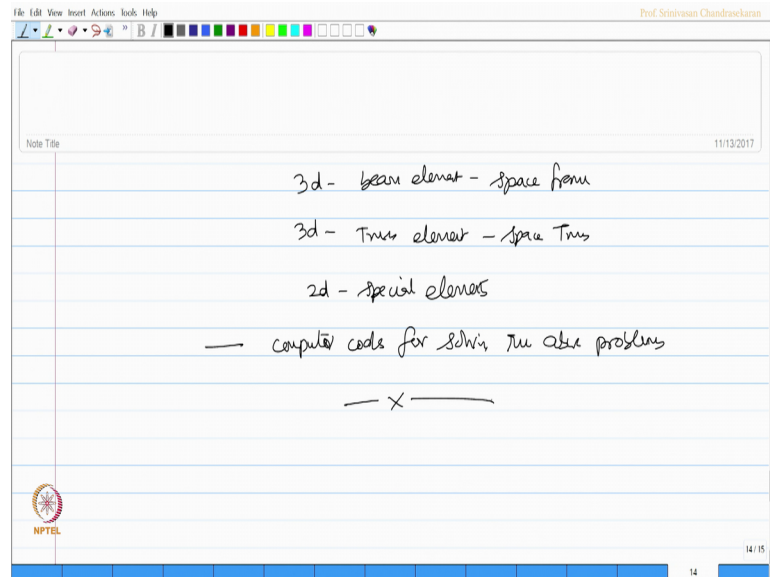 File Edit View Insert Actions Tools Help
Prof. Srinivasan Chandrasekaran
B I
Note Title
11/13/2017
3d - beam element - space frame
3d - Truss element - space Truss
2d - special elements
computer code for solving the above problems
x
NPTEL
14 / 15
14